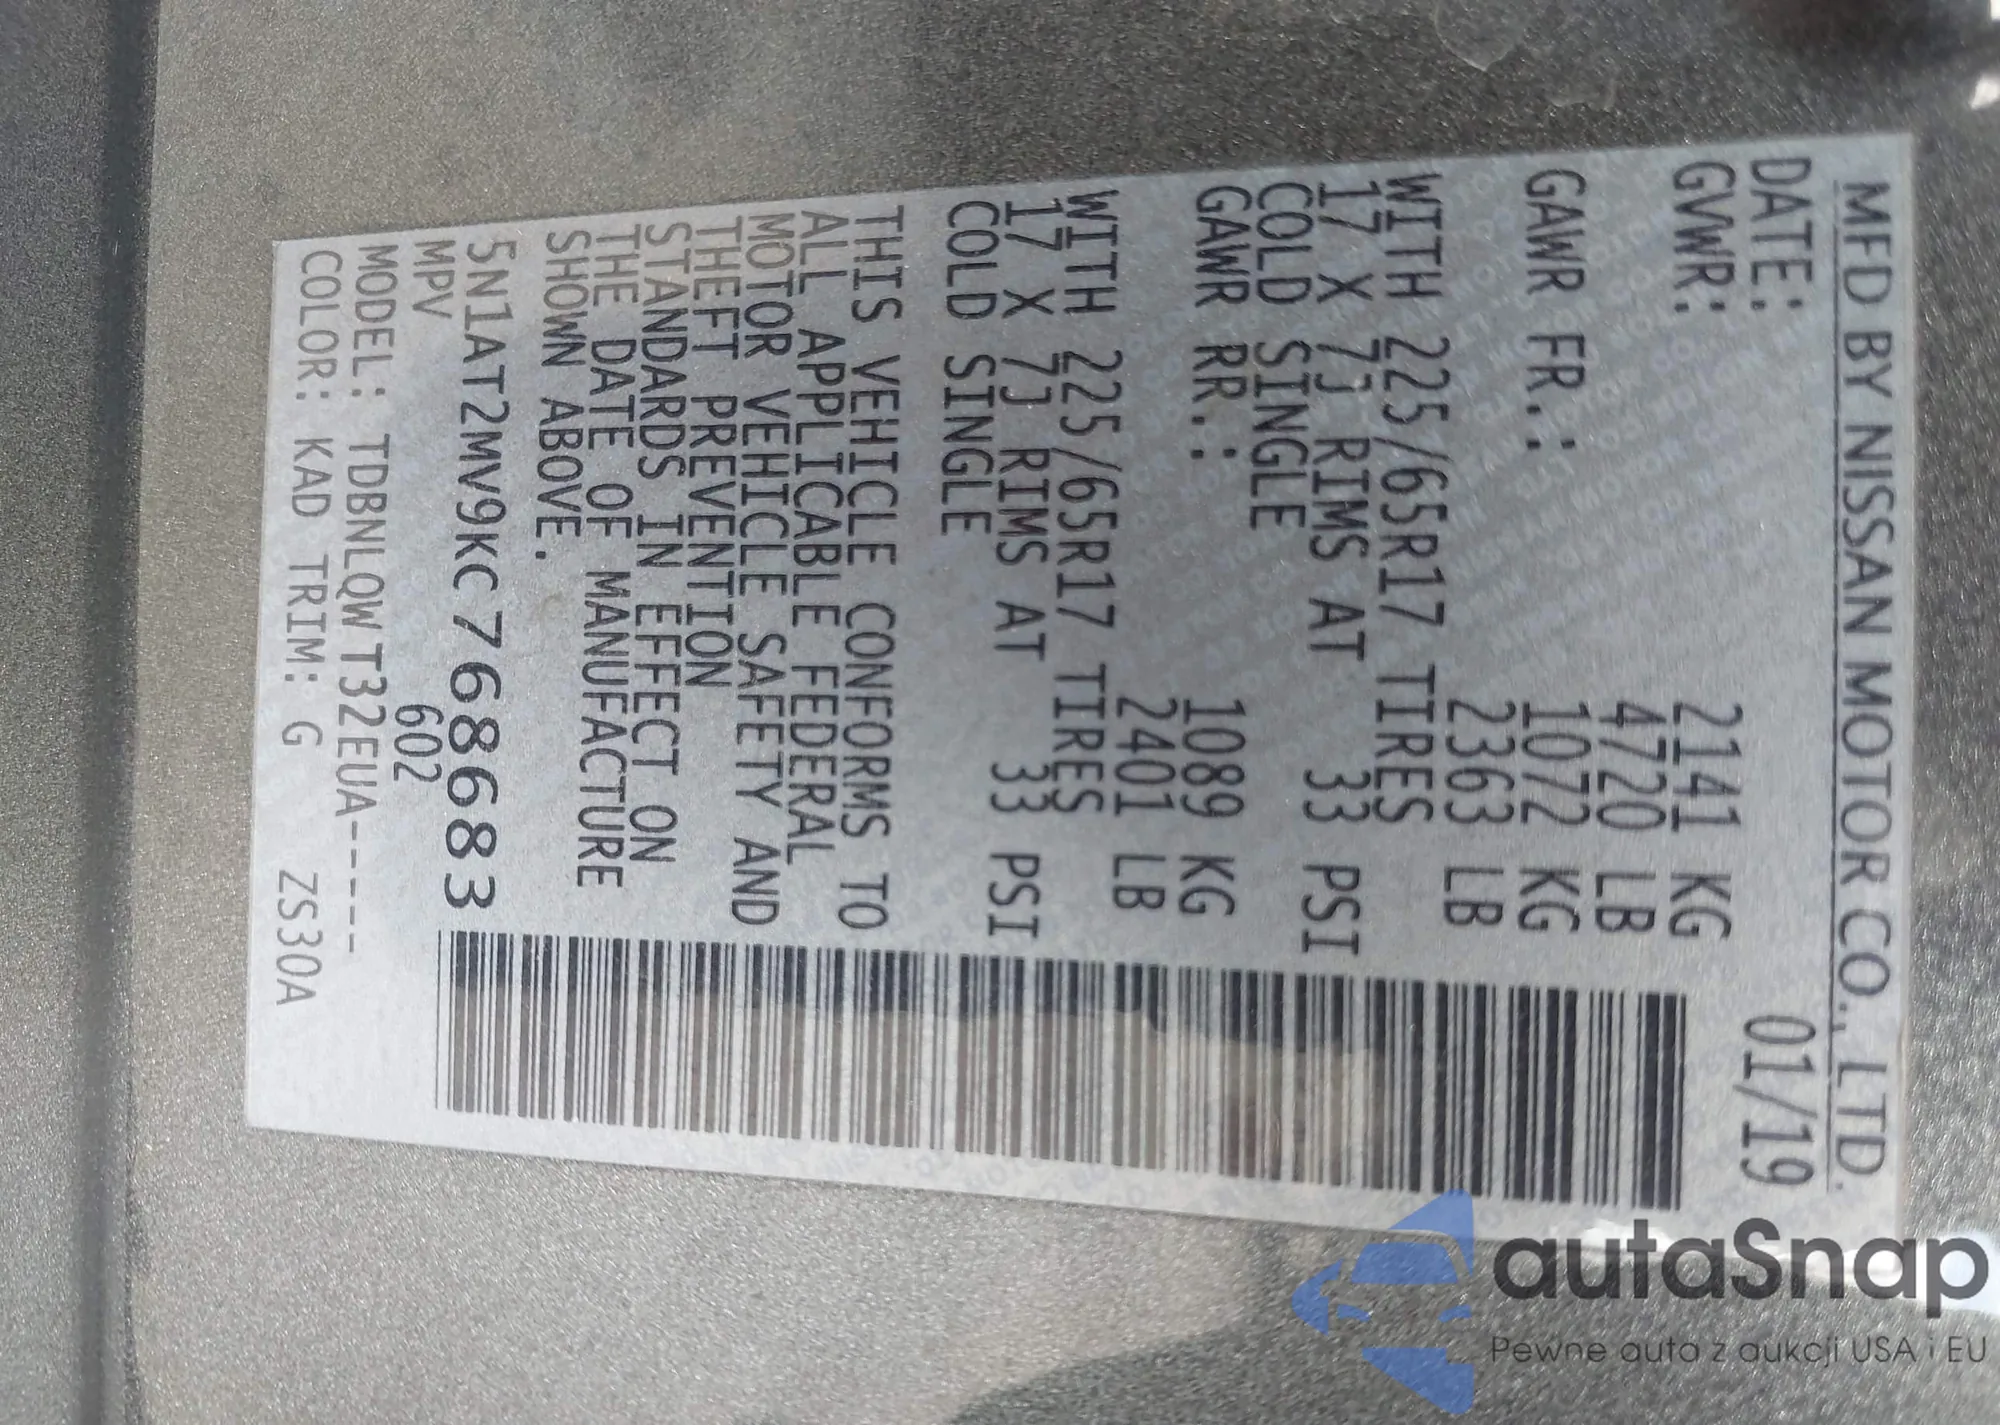 MFD BY NISSAN MOTOR CO., LTD.
DATE: 01/19
GVWR: 2141 KG
4720 LB
GAWR FR.: 1072 KG
2363 LB
WITH 225/65R17 TIRES
17 X 7J RIMS AT 33 PSI
COLD SINGLE
GAWR RR.: 1089 KG
2401 LB
WITH 225/65R17 TIRES
17 X 7J RIMS AT 33 PSI
COLD SINGLE
THIS VEHICLE CONFORMS TO
ALL APPLICABLE FEDERAL
MOTOR VEHICLE SAFETY AND
THEFT PREVENTION
STANDARDS IN EFFECT ON
THE DATE OF MANUFACTURE
SHOWN ABOVE.
5N1AT2MV9KC768683
MPV 602
MODEL: TDBNLQWT32EUA-----
COLOR: KAD TRIM: G ZS30A
autaSnap
Pewne auta z aukcji USA i EU